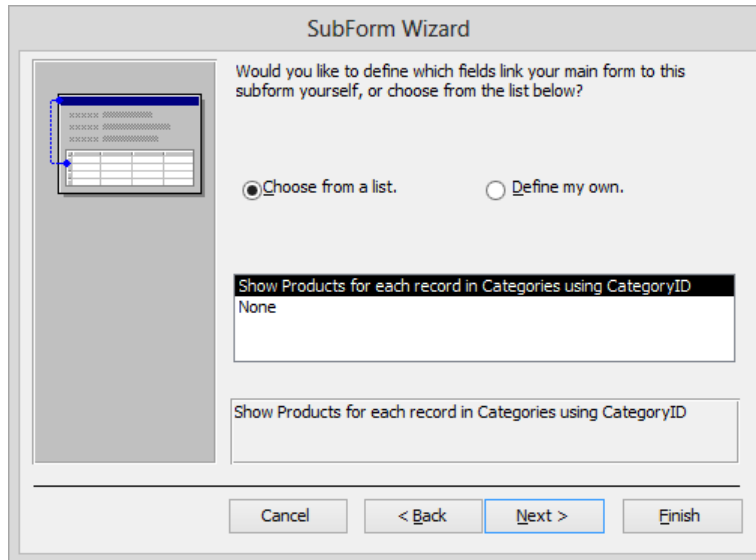 SubForm Wizard
Would you like to define which fields link your main form to this
subform yourself, or choose from the list below?
Choose from a list.
Define my own.
Show Products for each record in Categories using CategoryID
None
Show Products for each record in Categories using CategoryID
Cancel
< Back
Next >
Finish